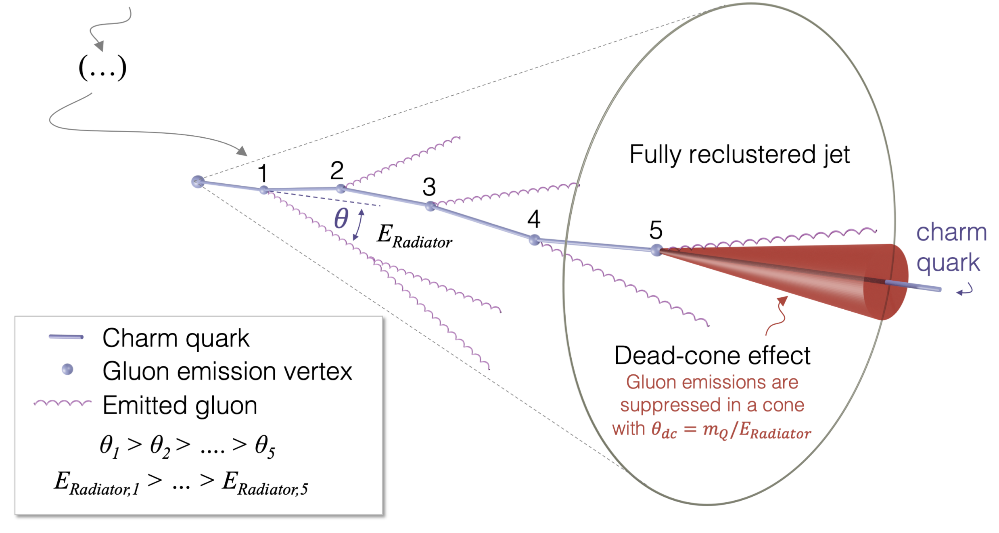 (...)
1
2
3
4
5
θ
E_Radiator
Fully reclustered jet
charm
quark
Dead-cone effect
Gluon emissions are
suppressed in a cone
with θ_dc = m_Q/E_Radiator
Charm quark
Gluon emission vertex
Emitted gluon
θ_1 > θ_2 > .... > θ_5
E_Radiator,1 > ... > E_Radiator,5